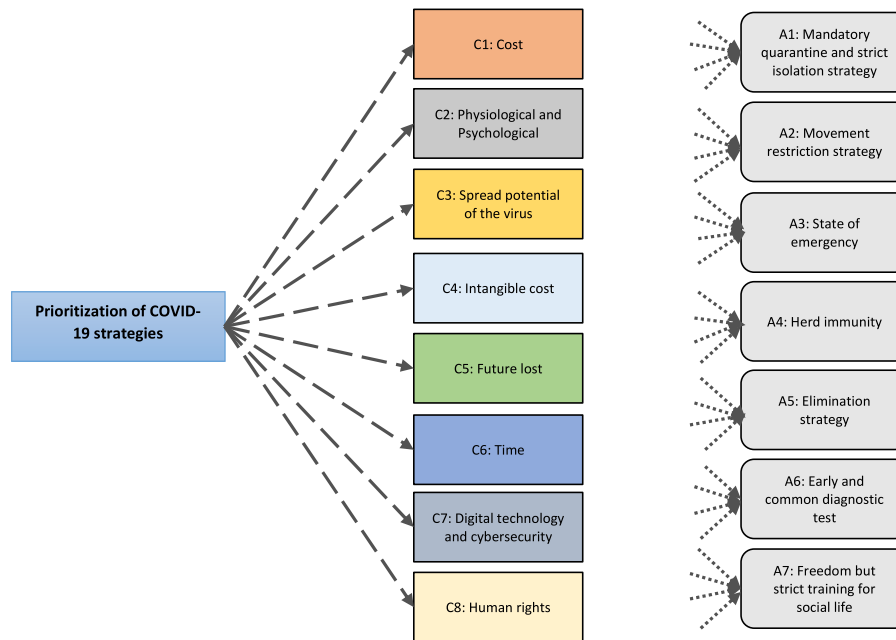 Prioritization of COVID-
19 strategies
C1: Cost
C2: Physiological and
Psychological
C3: Spread potential
of the virus
C4: Intangible cost
C5: Future lost
C6: Time
C7: Digital technology
and cybersecurity
C8: Human rights
A1: Mandatory
quarantine and strict
isolation strategy
A2: Movement
restriction strategy
A3: State of
emergency
A4: Herd immunity
A5: Elimination
strategy
A6: Early and
common diagnostic
test
A7: Freedom but
strict training for
social life